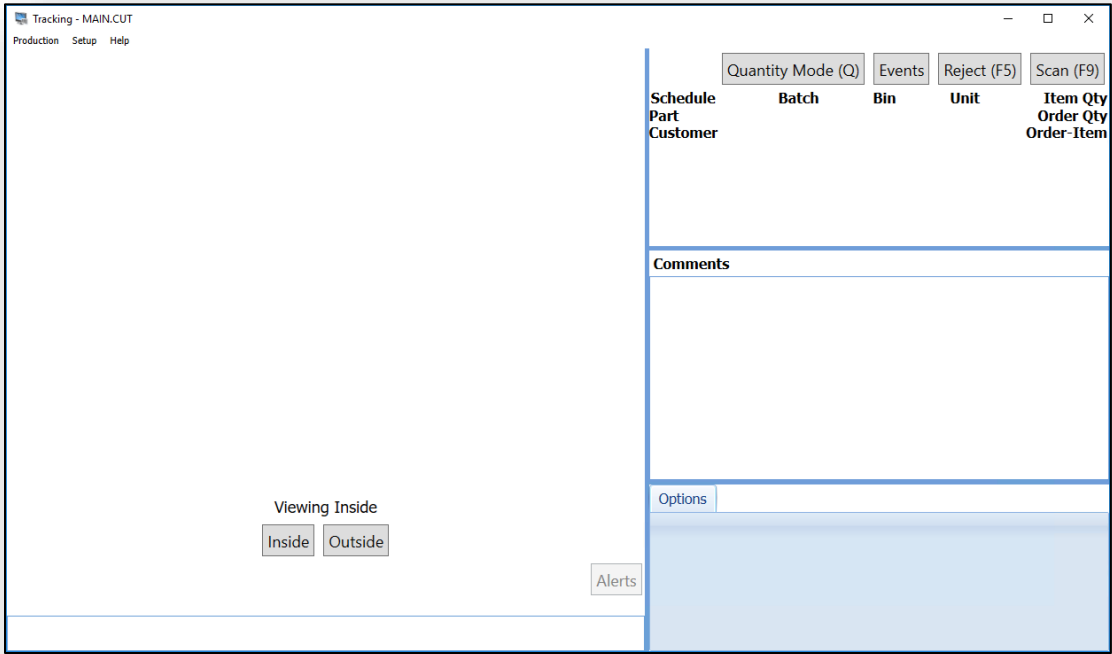 Tracking - MAIN.CUT
Production Setup Help
Quantity Mode (Q) Events Reject (F5) Scan (F9)
Schedule Batch Bin Unit Item Qty
Part Order Qty
Customer Order-Item
Comments
Viewing Inside
Inside Outside
Alerts
Options